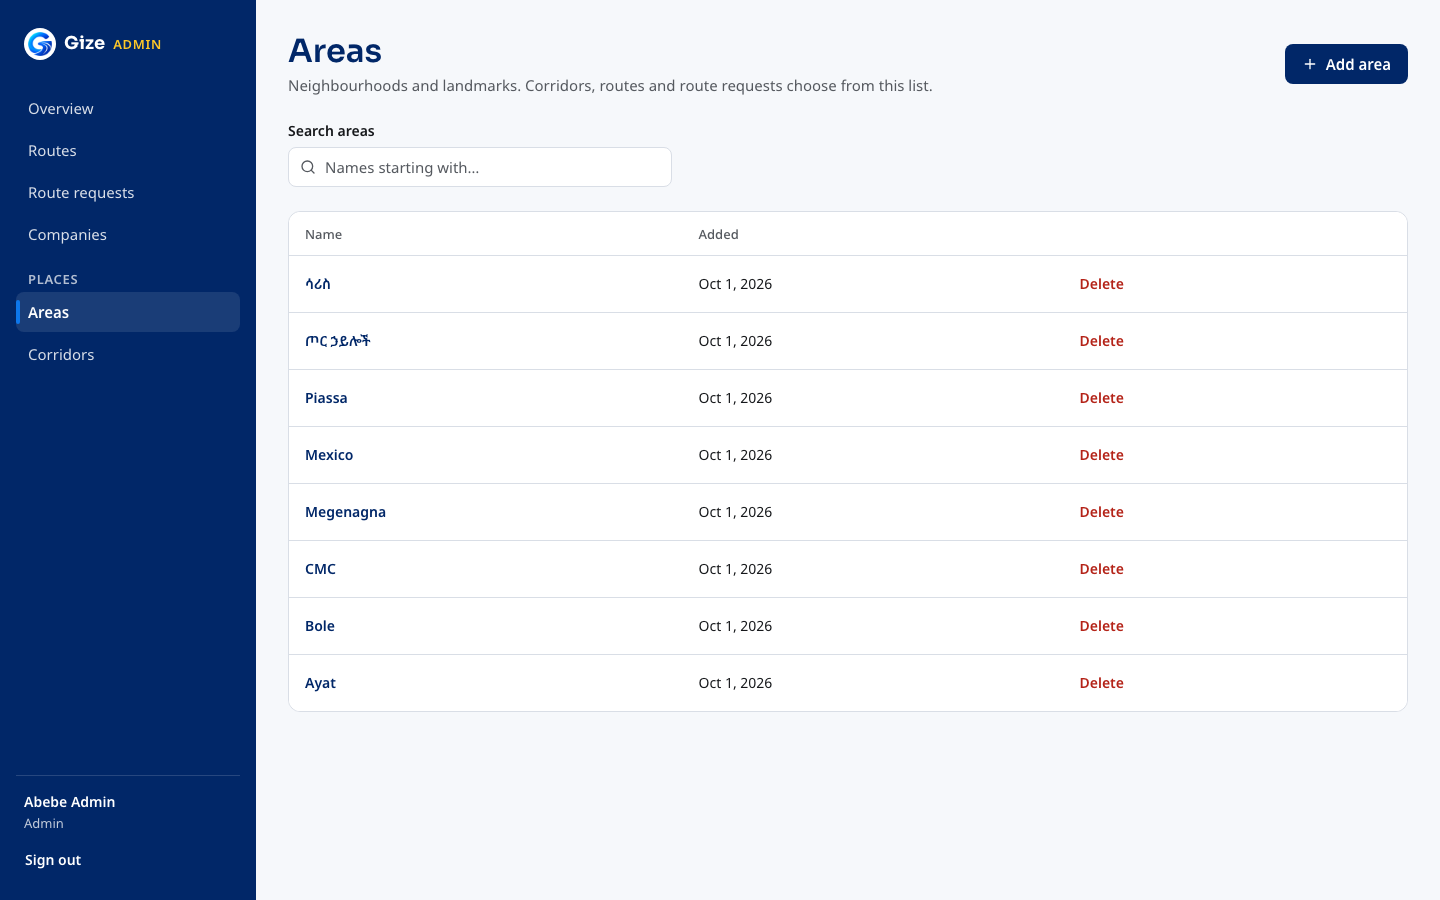 Gize ADMIN
Overview
Routes
Route requests
Companies
PLACES
Areas
Corridors
Abebe Admin
Admin
Sign out
Areas
Neighbourhoods and landmarks. Corridors, routes and route requests choose from this list.
Add area
Search areas
Names starting with...
Name Added
ሳሪስ Oct 1, 2026 Delete
ጦር ኃይሎች Oct 1, 2026 Delete
Piassa Oct 1, 2026 Delete
Mexico Oct 1, 2026 Delete
Megenagna Oct 1, 2026 Delete
CMC Oct 1, 2026 Delete
Bole Oct 1, 2026 Delete
Ayat Oct 1, 2026 Delete